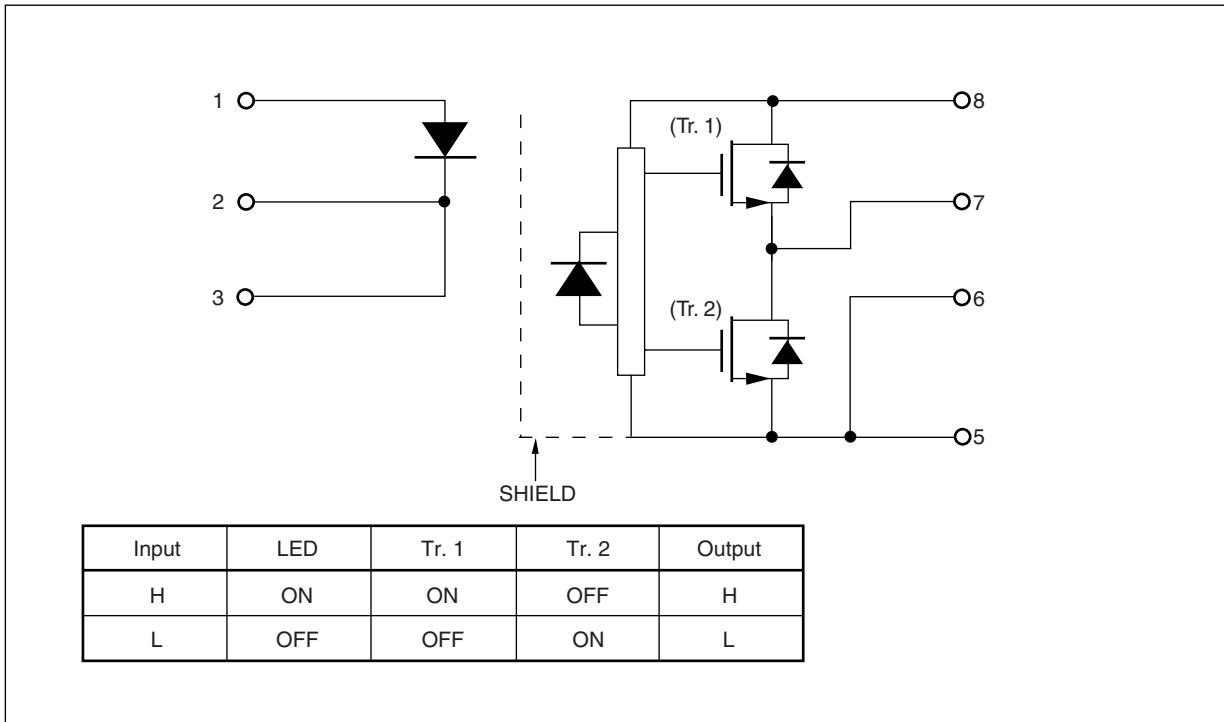 1
8
(Tr. 1)
2
7
3
6
(Tr. 2)
5
SHIELD
Input LED Tr. 1 Tr. 2 Output
H ON ON OFF H
L OFF OFF ON L